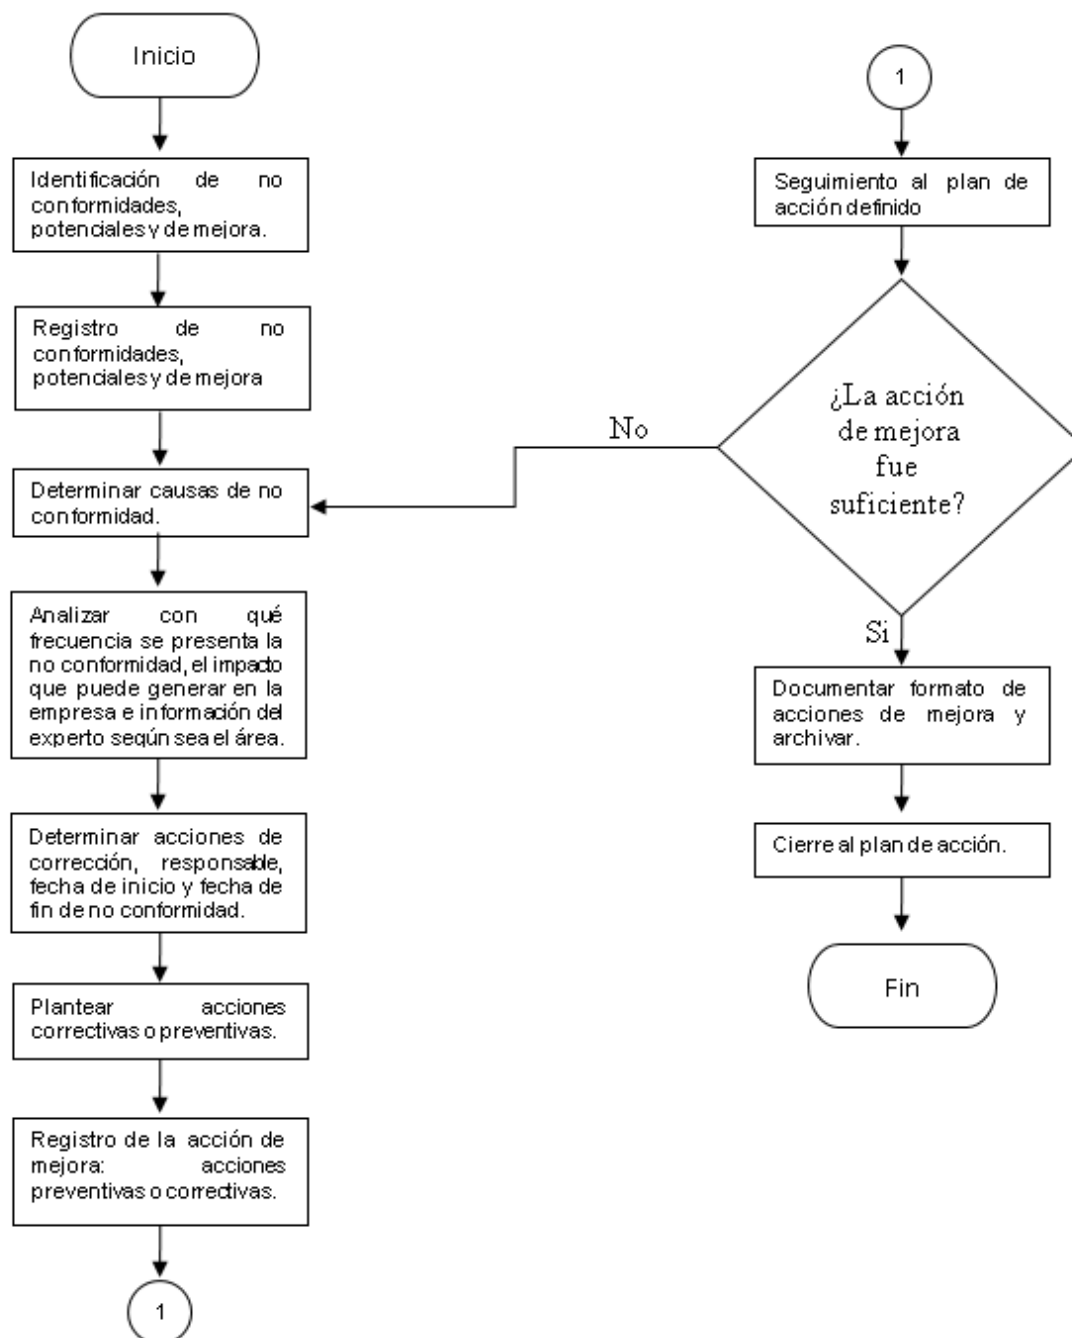 Inicio
Identificación de no
conformidades,
potenciales y de mejora.
Registro de no
conformidades,
potenciales y de mejora
Determinar causas de no
conformidad.
Analizar con qué
frecuencia se presenta la
no conformidad, el impacto
que puede generar en la
empresa e información del
experto según sea el área.
Determinar acciones de
corrección, responsable,
fecha de inicio y fecha de
fin de no conformidad.
Plantear acciones
correctivas o preventivas.
Registro de la acción de
mejora: acciones
preventivas o correctivas.
1
1
Seguimiento al plan de
acción definido
¿La acción
de mejora
fue
suficiente?
No
Si
Documentar formato de
acciones de mejora y
archivar.
Cierre al plan de acción.
Fin